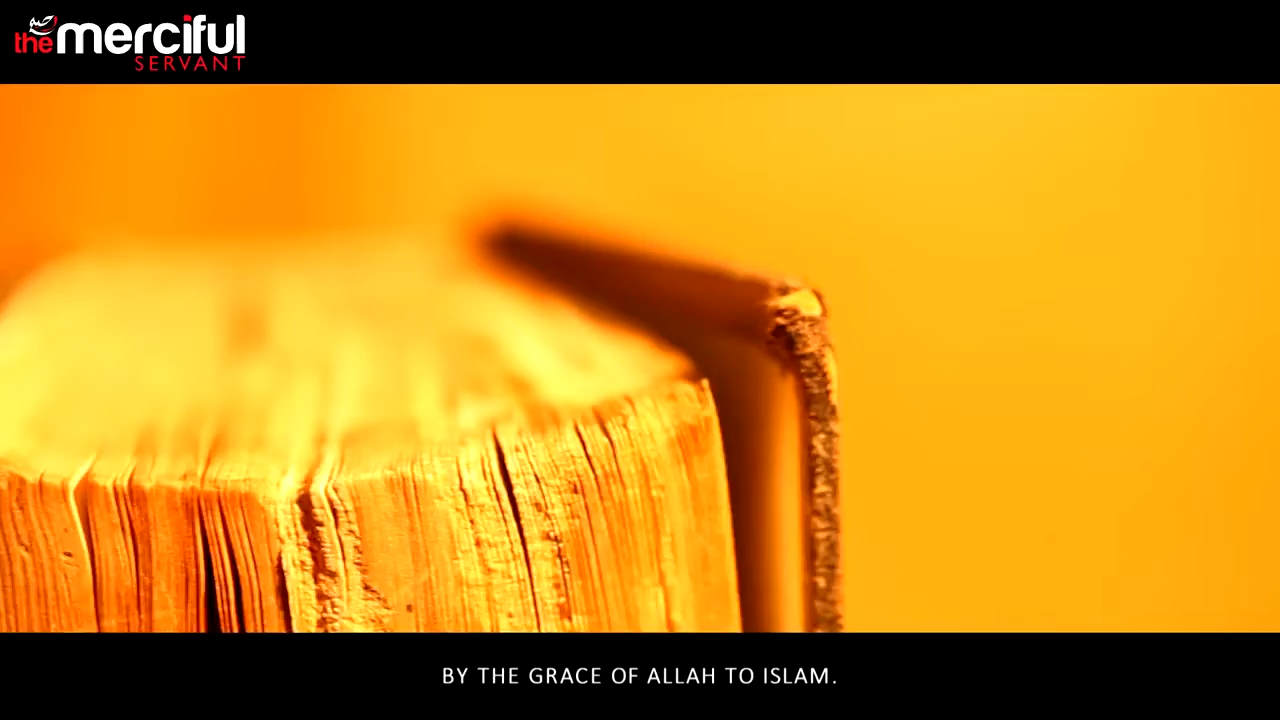 the merciful
SERVANT
BY THE GRACE OF ALLAH TO ISLAM.